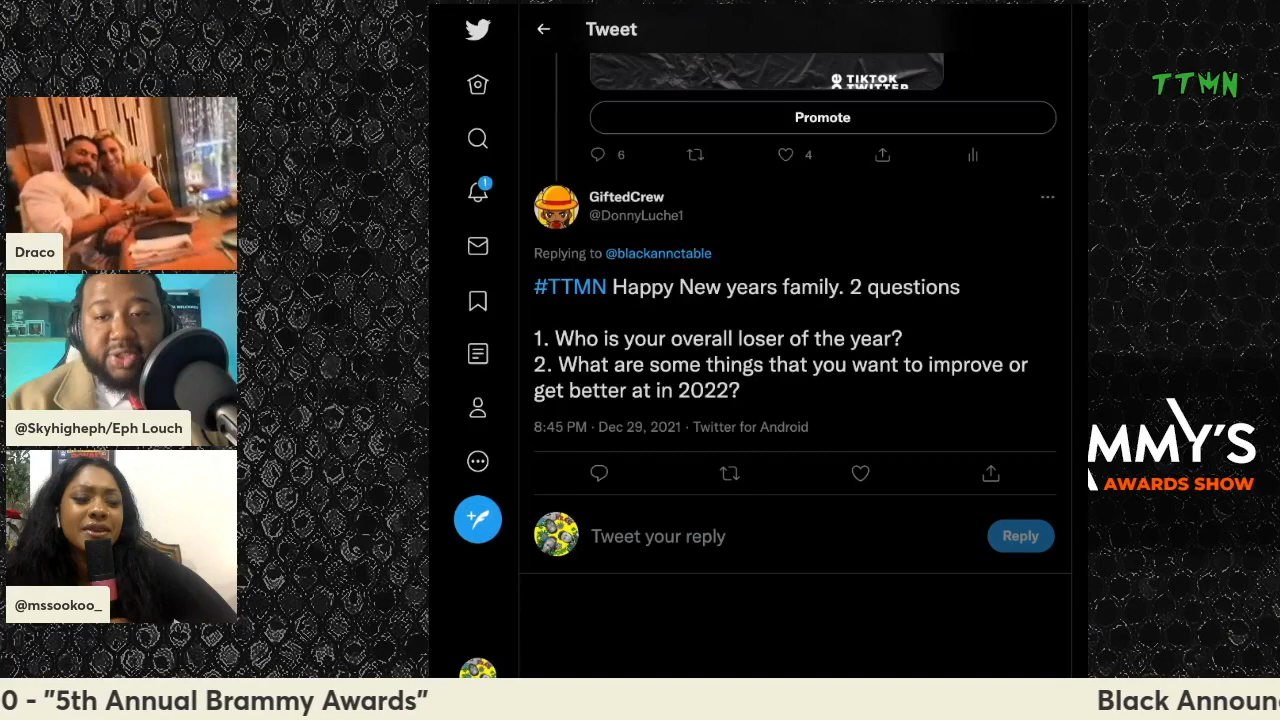 Tweet
TIKTOK
TWITTER
Promote
6
4
1
GiftedCrew
@DonnyLuche1
Replying to @blackannctable
#TTMN Happy New years family. 2 questions
1. Who is your overall loser of the year?
2. What are some things that you want to improve or
get better at in 2022?
8:45 PM · Dec 29, 2021 · Twitter for Android
Tweet your reply
Reply
Draco
@Skyhigheph/Eph Louch
@mssookoo_
TTMN
MMY'S
AWARDS SHOW
0 - "5th Annual Brammy Awards"
Black Announ